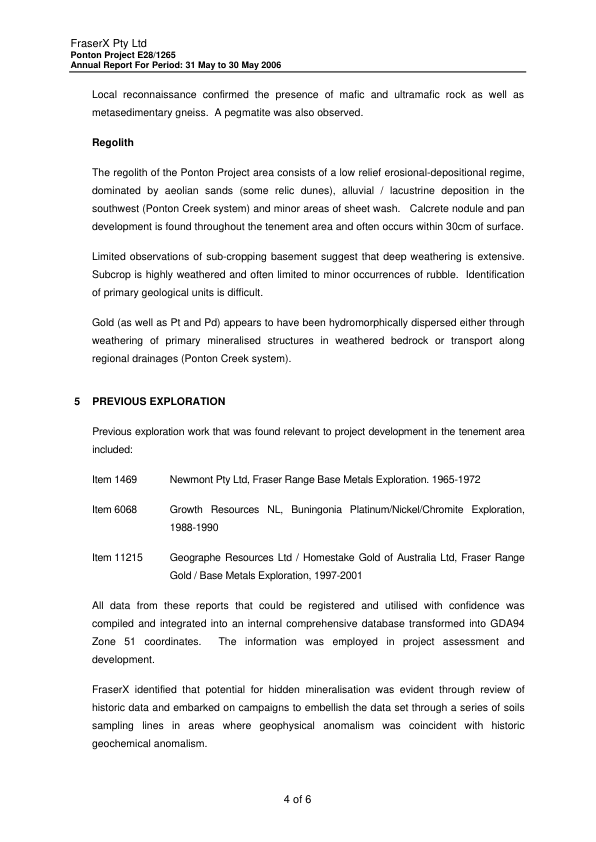 FraserX Pty Ltd
Ponton Project E28/1265
Annual Report For Period: 31 May to 30 May 2006
Local reconnaissance confirmed the presence of mafic and ultramafic rock as well as
metasedimentary gneiss. A pegmatite was also observed.
Regolith
The regolith of the Ponton Project area consists of a low relief erosional-depositional regime,
dominated by aeolian sands (some relic dunes), alluvial / lacustrine deposition in the
southwest (Ponton Creek system) and minor areas of sheet wash. Calcrete nodule and pan
development is found throughout the tenement area and often occurs within 30cm of surface.
Limited observations of sub-cropping basement suggest that deep weathering is extensive.
Subcrop is highly weathered and often limited to minor occurrences of rubble. Identification
of primary geological units is difficult.
Gold (as well as Pt and Pd) appears to have been hydromorphically dispersed either through
weathering of primary mineralised structures in weathered bedrock or transport along
regional drainages (Ponton Creek system).
5 PREVIOUS EXPLORATION
Previous exploration work that was found relevant to project development in the tenement area
included:
Item 1469 Newmont Pty Ltd, Fraser Range Base Metals Exploration. 1965-1972
Item 6068 Growth Resources NL, Buningonia Platinum/Nickel/Chromite Exploration,
1988-1990
Item 11215 Geographe Resources Ltd / Homestake Gold of Australia Ltd, Fraser Range
Gold / Base Metals Exploration, 1997-2001
All data from these reports that could be registered and utilised with confidence was
compiled and integrated into an internal comprehensive database transformed into GDA94
Zone 51 coordinates. The information was employed in project assessment and
development.
FraserX identified that potential for hidden mineralisation was evident through review of
historic data and embarked on campaigns to embellish the data set through a series of soils
sampling lines in areas where geophysical anomalism was coincident with historic
geochemical anomalism.
4 of 6